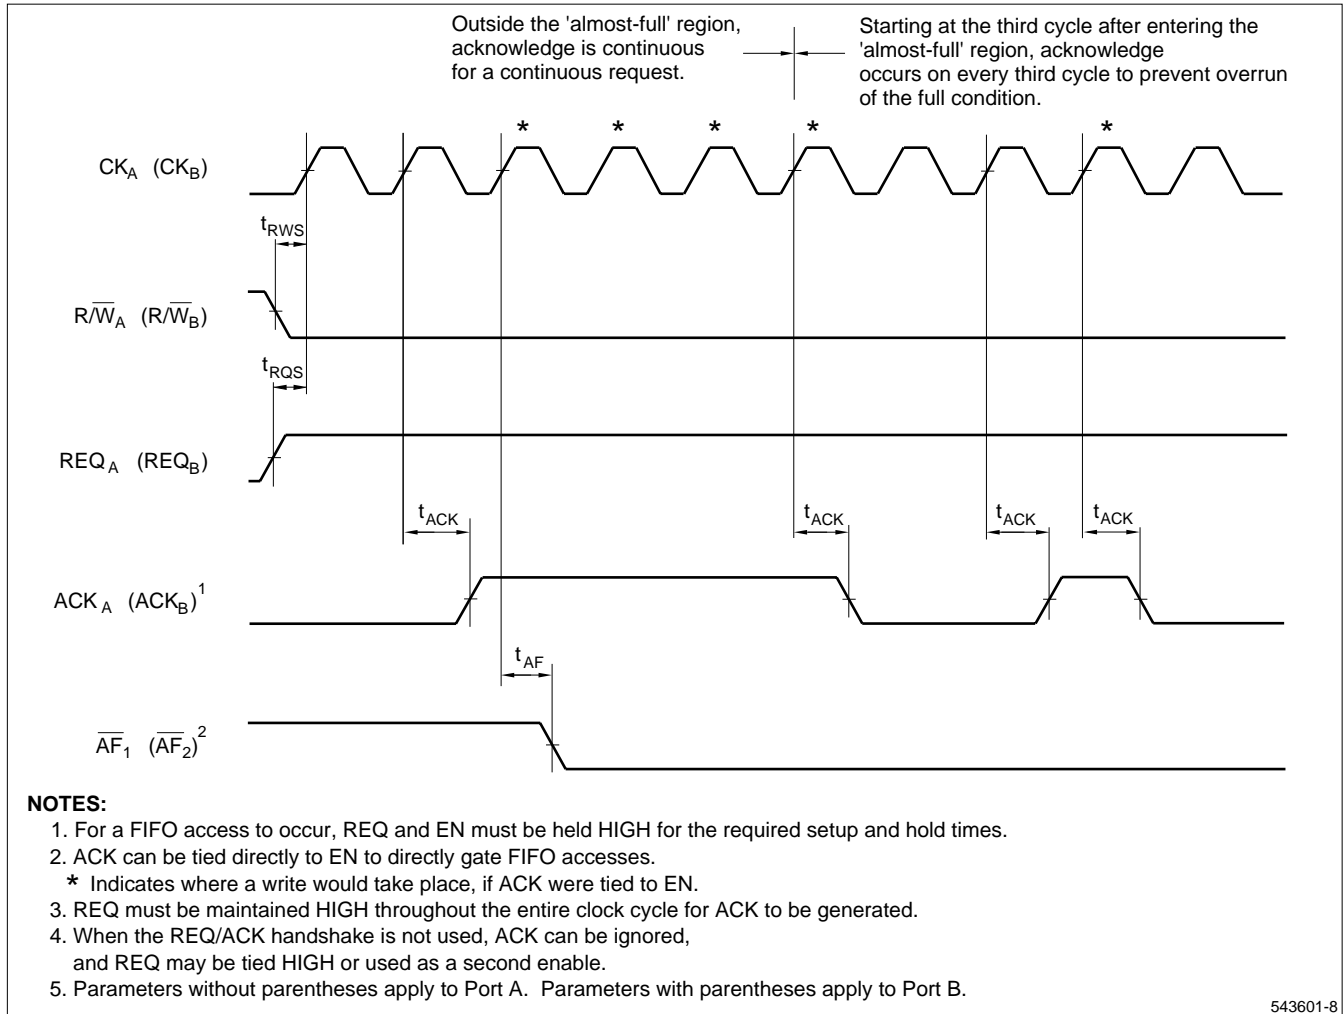 Outside the 'almost-full' region,
acknowledge is continuous
for a continuous request.
Starting at the third cycle after entering the
'almost-full' region, acknowledge
occurs on every third cycle to prevent overrun
of the full condition.
* * * * *
CKA (CKB)
tRWS
R/W̅A (R/W̅B)
tRQS
REQA (REQB)
tACK tACK tACK tACK
ACKA (ACKB)1
tAF
A̅F̅1 (A̅F̅2)2
NOTES:
1. For a FIFO access to occur, REQ and EN must be held HIGH for the required setup and hold times.
2. ACK can be tied directly to EN to directly gate FIFO accesses.
* Indicates where a write would take place, if ACK were tied to EN.
3. REQ must be maintained HIGH throughout the entire clock cycle for ACK to be generated.
4. When the REQ/ACK handshake is not used, ACK can be ignored,
and REQ may be tied HIGH or used as a second enable.
5. Parameters without parentheses apply to Port A. Parameters with parentheses apply to Port B.
543601-8